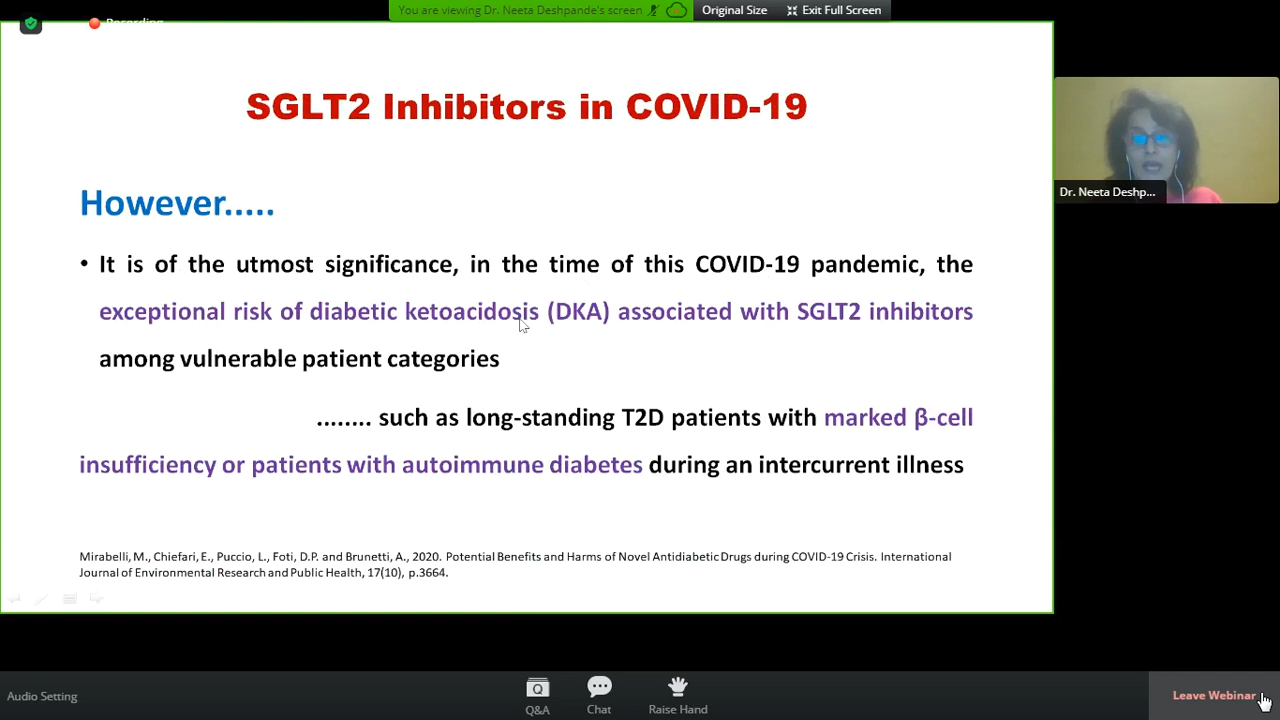 You are viewing Dr. Neeta Deshpande's screen
Original Size
Exit Full Screen
Recording
SGLT2 Inhibitors in COVID-19
However.....
• It is of the utmost significance, in the time of this COVID-19 pandemic, the
exceptional risk of diabetic ketoacidosis (DKA) associated with SGLT2 inhibitors
among vulnerable patient categories
........ such as long-standing T2D patients with marked β-cell
insufficiency or patients with autoimmune diabetes during an intercurrent illness
Mirabelli, M., Chiefari, E., Puccio, L., Foti, D.P. and Brunetti, A., 2020. Potential Benefits and Harms of Novel Antidiabetic Drugs during COVID-19 Crisis. International
Journal of Environmental Research and Public Health, 17(10), p.3664.
Dr. Neeta Deshp...
Audio Setting
Q&A
Chat
Raise Hand
Leave Webinar